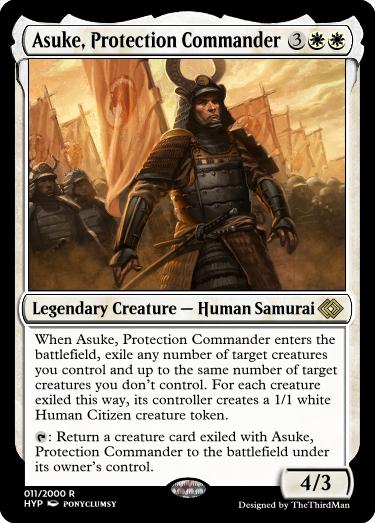 Asuke, Protection Commander 3
Legendary Creature — Human Samurai
When Asuke, Protection Commander enters the
battlefield, exile any number of target creatures
you control and up to the same number of target
creatures you don't control. For each creature
exiled this way, its controller creates a 1/1 white
Human Citizen creature token.
: Return a creature card exiled with Asuke,
Protection Commander to the battlefield under
its owner's control.
4/3
011/2000 R
HYP PONYCLUMSY
Designed by TheThirdMan